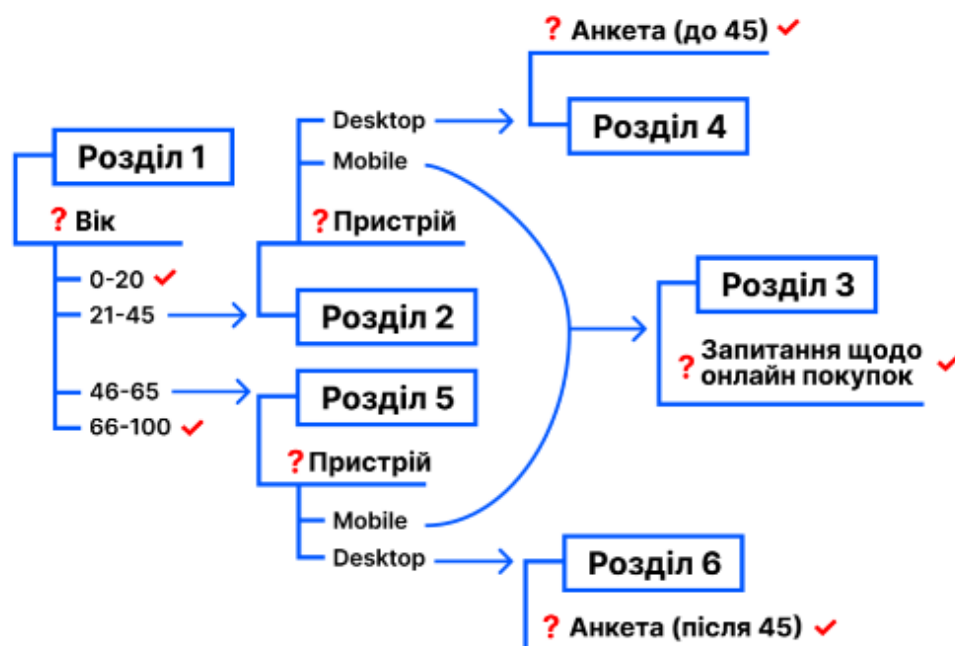 ? Анкета (до 45)
Розділ 4
Desktop
Mobile
? Пристрій
Розділ 2
Розділ 1
? Вік
0-20
21-45
46-65
66-100
Розділ 3
? Запитання щодо
онлайн покупок
Розділ 5
? Пристрій
Mobile
Desktop
Розділ 6
? Анкета (після 45)